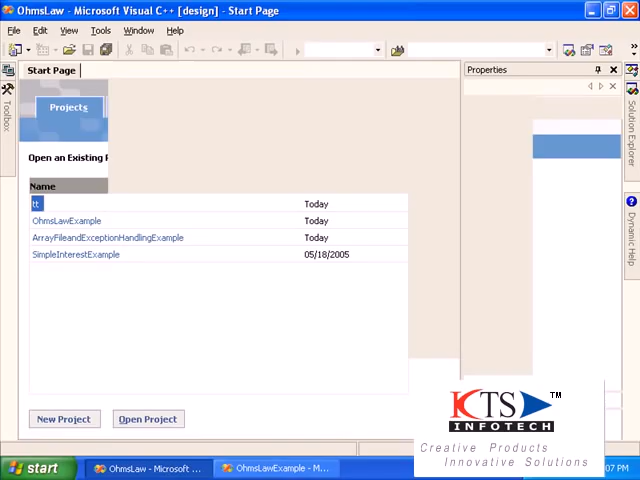 OhmsLaw - Microsoft Visual C++ [design] - Start Page
File Edit View Tools Window Help
Start Page
Properties
Projects
Toolbox
Solution Explorer
Dynamic Help
Open an Existing
Name
tt Today
OhmsLawExample Today
ArrayFileandExceptionHandlingExample Today
SimpleInterestExample 05/18/2005
New Project Open Project
KTS TM
INFOTECH
Creative Products
Innovative Solutions
start OhmsLaw - Microsoft ... OhmsLawExample - M... :07 PM